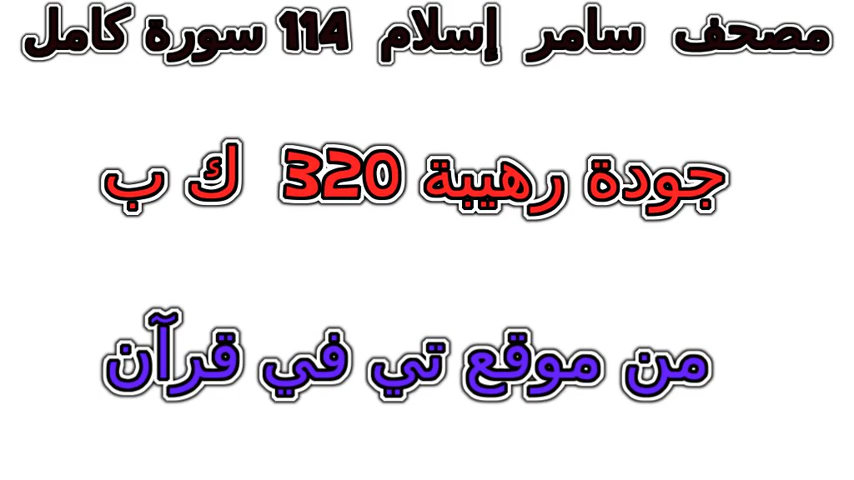 مصحف سامر إسلام 114 سورة كامل
جودة رهيبة 320 ك ب
من موقع تي في قرآن